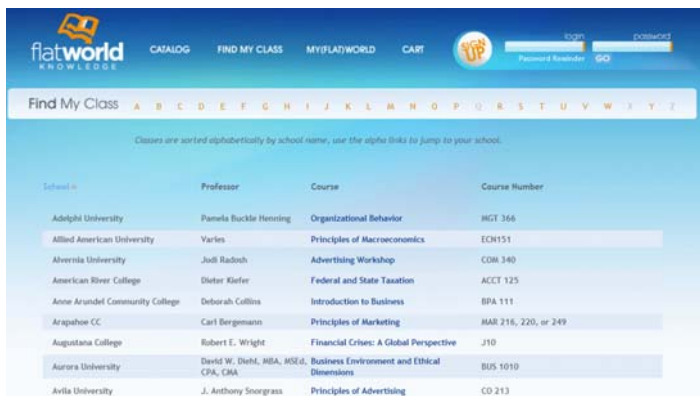 flatworld
KNOWLEDGE
CATALOG FIND MY CLASS MY(FLAT)WORLD CART
SIGN UP
login password
Password Reminder GO
Find My Class A B C D E F G H I J K L M N O P Q R S T U V W X Y Z
Classes are sorted alphabetically by school name, use the alpha links to jump to your school.
School Professor Course Course Number
Adelphi University Pamela Buckle Henning Organizational Behavior MGT 366
Allied American University Varies Principles of Macroeconomics ECN151
Alvernia University Jodi Radosh Advertising Workshop COM 340
American River College Dieter Kiefer Federal and State Taxation ACCT 125
Anne Arundel Community College Deborah Collins Introduction to Business BPA 111
Arapahoe CC Carl Bergemann Principles of Marketing MAR 216, 220, or 249
Augustana College Robert E. Wright Financial Crises: A Global Perspective J10
Aurora University David W. Diehl, MBA, MSEd, CPA, CMA Business Environment and Ethical Dimensions BUS 1010
Avila University J. Anthony Snorgrass Principles of Advertising CO 213